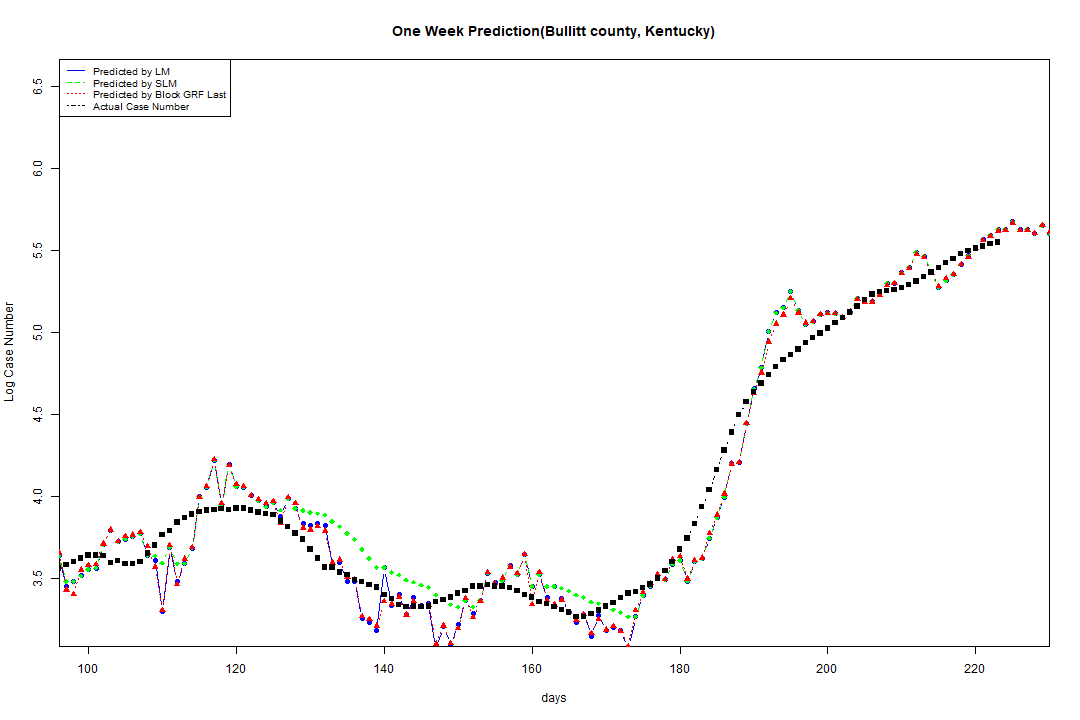 One Week Prediction(Bullitt county, Kentucky)
Predicted by LM
Predicted by SLM
Predicted by Block GRF Last
Actual Case Number
6.5
6.0
5.5
5.0
4.5
4.0
3.5
Log Case Number
100 120 140 160 180 200 220
days